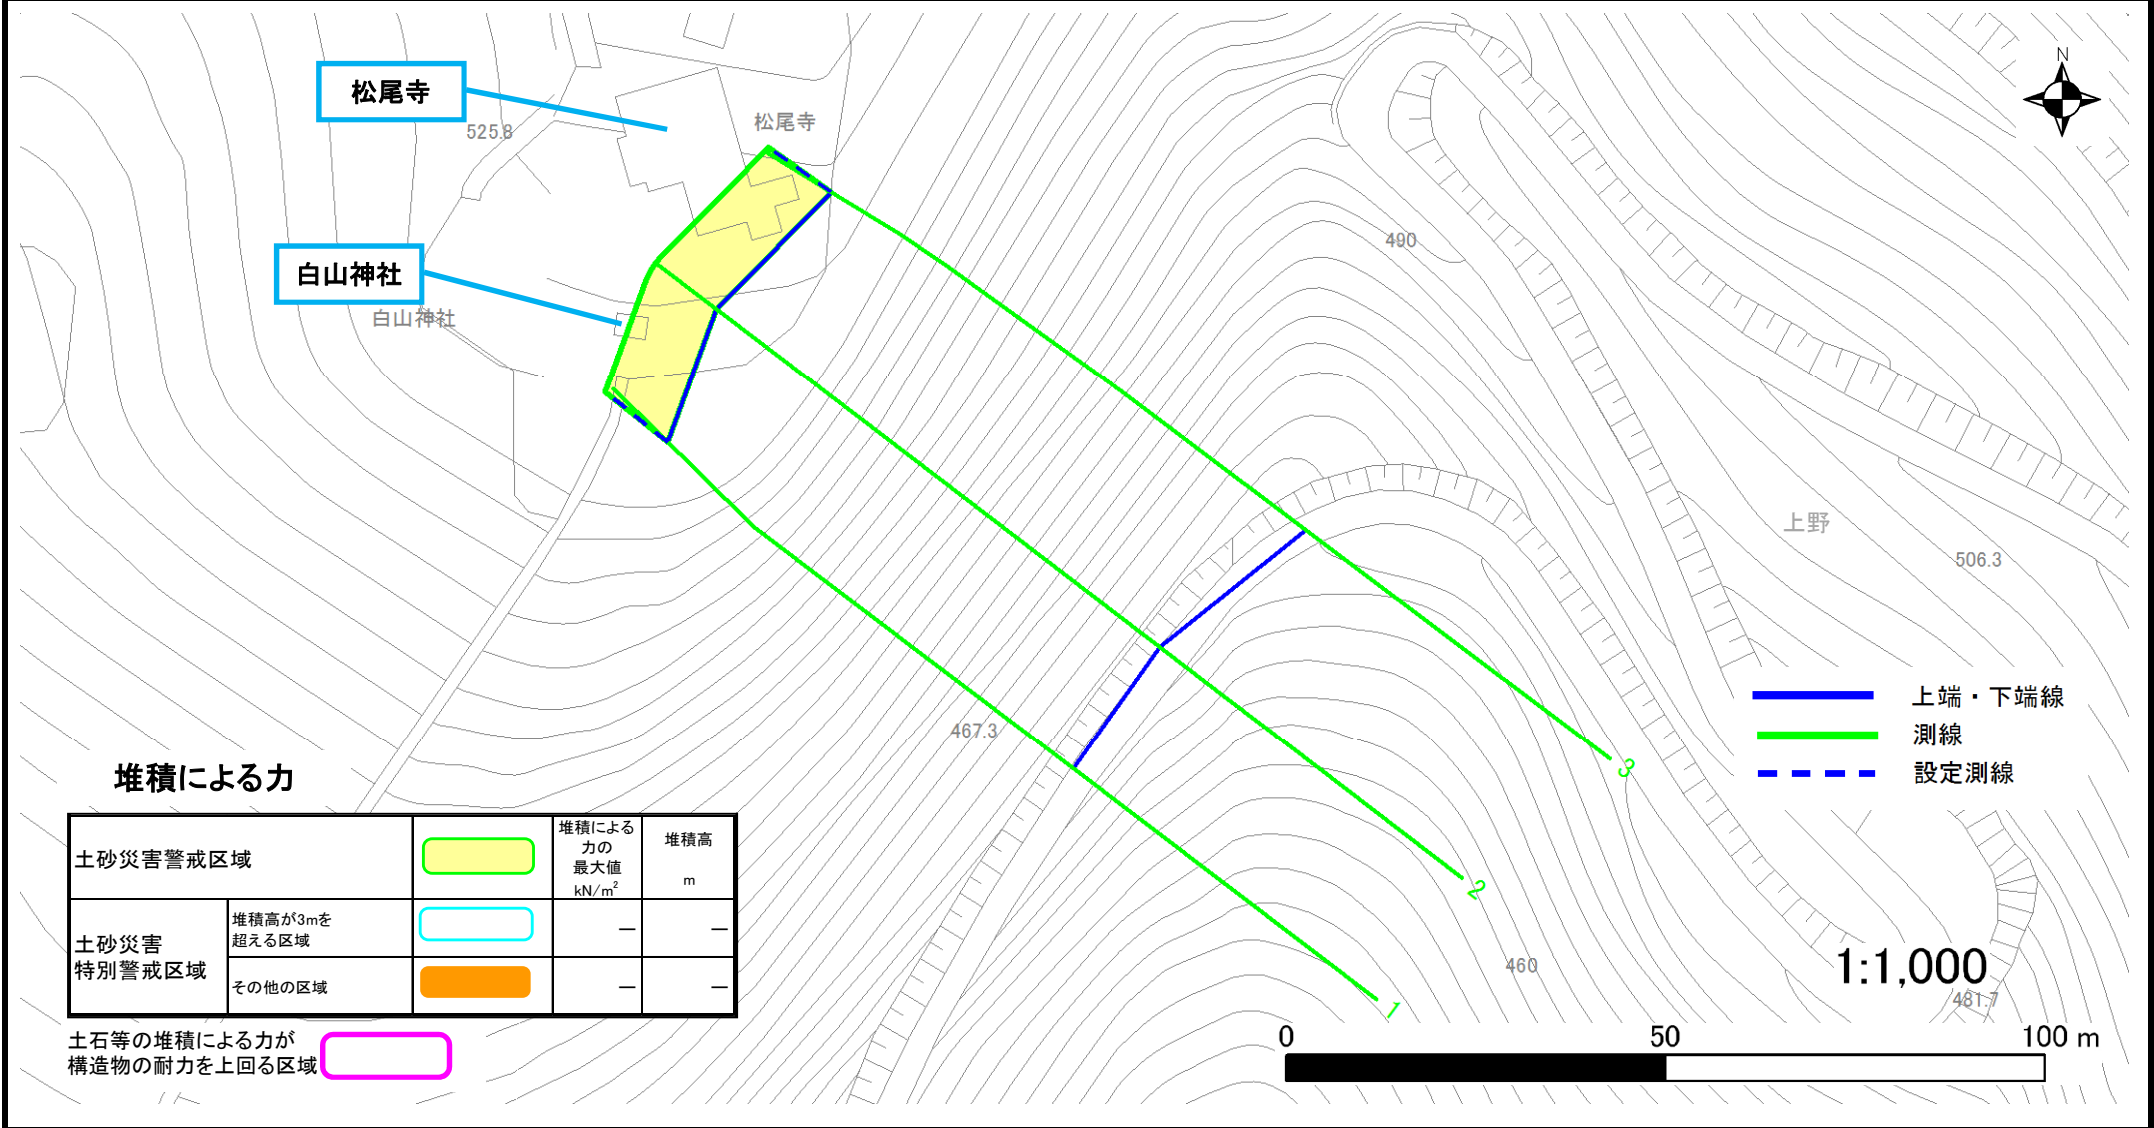 N
松尾寺
松尾寺
525.8
490
白山神社
白山神社
上野
506.3
467.3
上端・下端線
測線
設定測線
3
2
1
460
481.7
堆積による力
堆積による
力の
最大値
kN/m²
堆積高
m
土砂災害警戒区域
土砂災害
特別警戒区域
堆積高が3mを
超える区域
― ―
その他の区域
― ―
土石等の堆積による力が
構造物の耐力を上回る区域
1:1,000
0 50 100 m